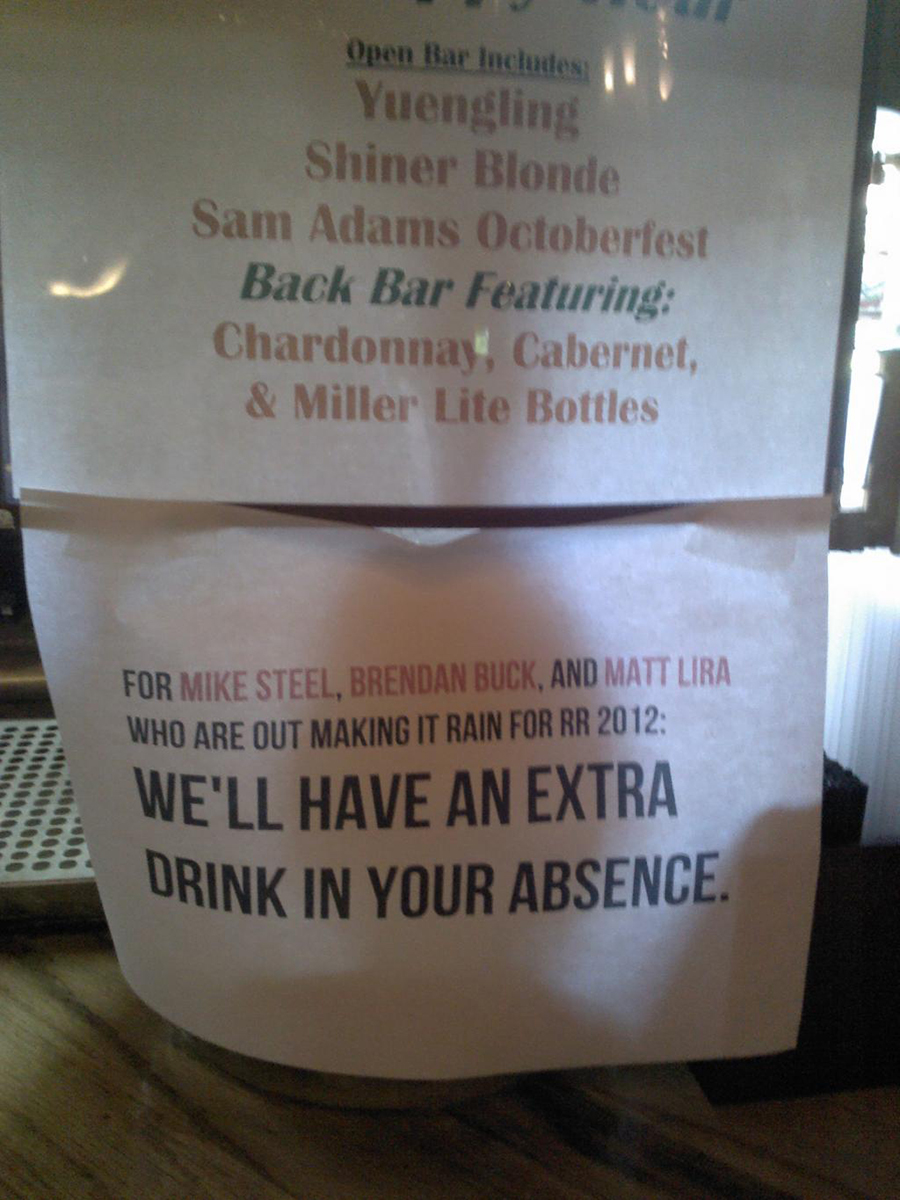 Open Bar Includes:
Yuengling
Shiner Blonde
Sam Adams Octoberfest
Back Bar Featuring:
Chardonnay, Cabernet,
& Miller Lite Bottles
FOR MIKE STEEL, BRENDAN BUCK, AND MATT LIRA
WHO ARE OUT MAKING IT RAIN FOR RR 2012:
WE'LL HAVE AN EXTRA
DRINK IN YOUR ABSENCE.